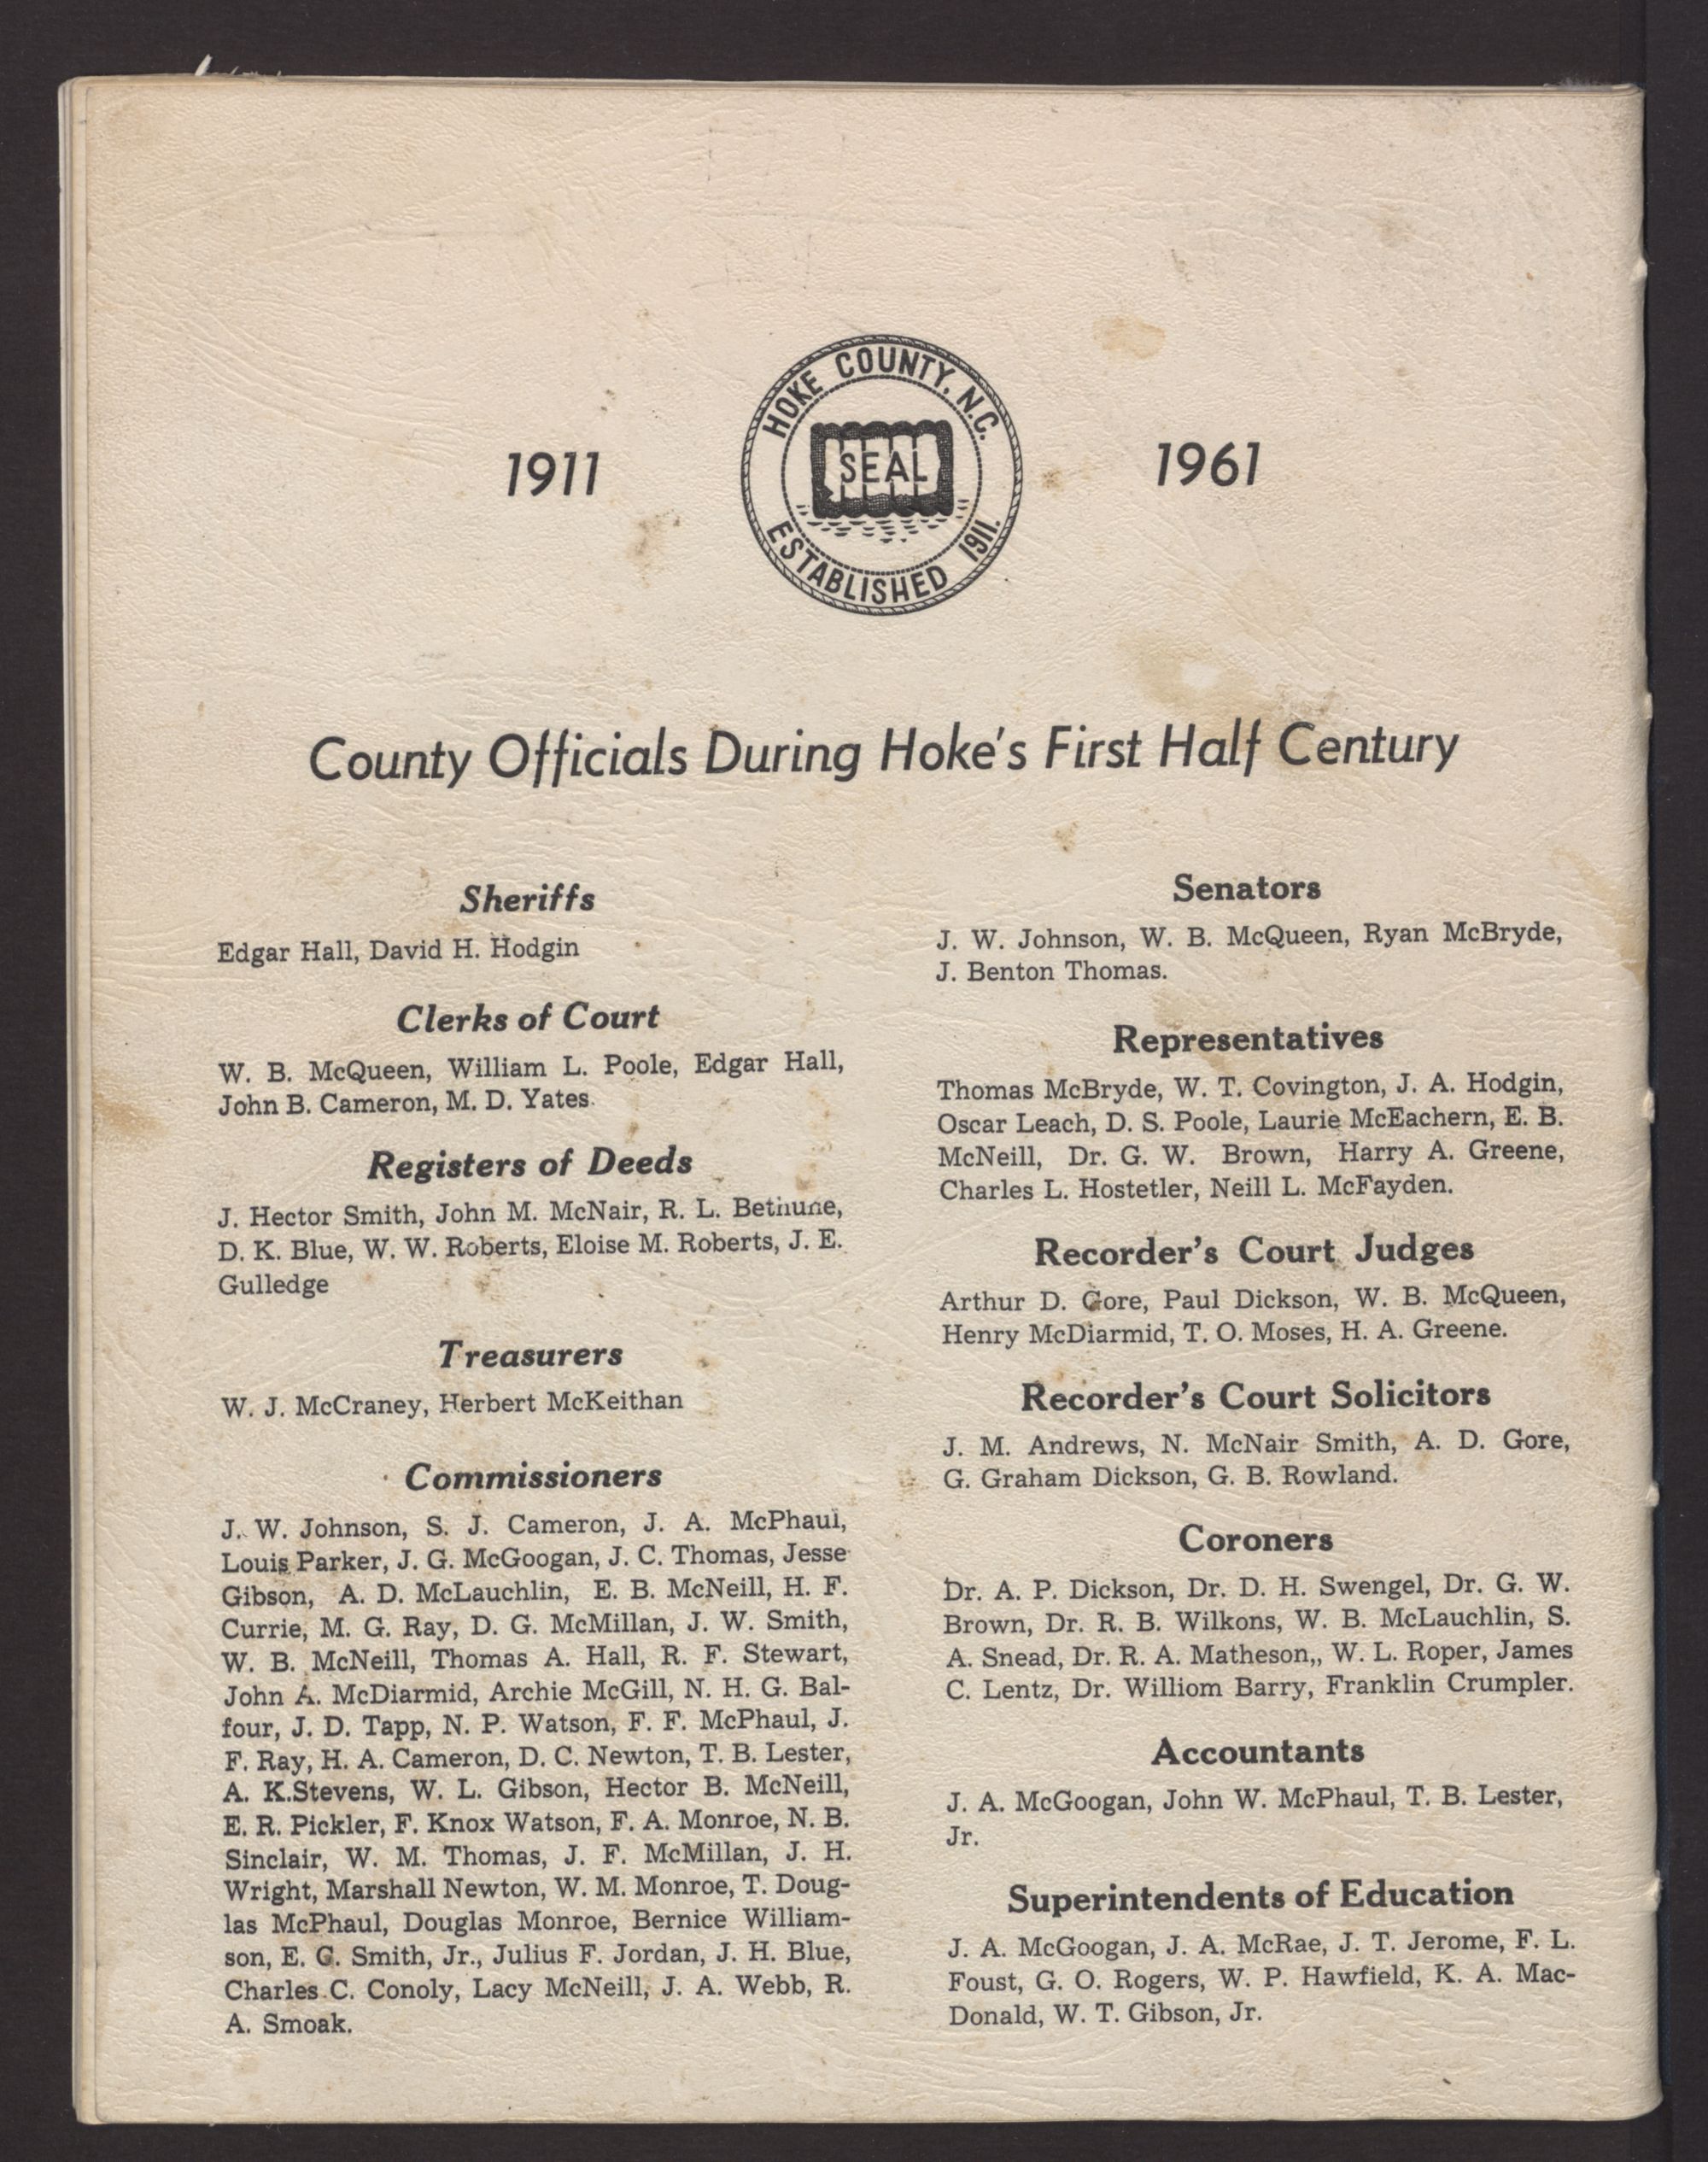 1911
HOKE COUNTY, N.C.
SEAL
ESTABLISHED 1911.
1961
County Officials During Hoke's First Half Century
Sheriffs
Edgar Hall, David H. Hodgin
Clerks of Court
W. B. McQueen, William L. Poole, Edgar Hall,
John B. Cameron, M. D. Yates.
Registers of Deeds
J. Hector Smith, John M. McNair, R. L. Bethune,
D. K. Blue, W. W. Roberts, Eloise M. Roberts, J. E.
Gulledge
Treasurers
W. J. McCraney, Herbert McKeithan
Commissioners
J. W. Johnson, S. J. Cameron, J. A. McPhaul,
Louis Parker, J. G. McGoogan, J. C. Thomas, Jesse
Gibson, A. D. McLauchlin, E. B. McNeill, H. F.
Currie, M. G. Ray, D. G. McMillan, J. W. Smith,
W. B. McNeill, Thomas A. Hall, R. F. Stewart,
John A. McDiarmid, Archie McGill, N. H. G. Bal-
four, J. D. Tapp, N. P. Watson, F. F. McPhaul, J.
F. Ray, H. A. Cameron, D. C. Newton, T. B. Lester,
A. K.Stevens, W. L. Gibson, Hector B. McNeill,
E. R. Pickler, F. Knox Watson, F. A. Monroe, N. B.
Sinclair, W. M. Thomas, J. F. McMillan, J. H.
Wright, Marshall Newton, W. M. Monroe, T. Doug-
las McPhaul, Douglas Monroe, Bernice William-
son, E. G. Smith, Jr., Julius F. Jordan, J. H. Blue,
Charles C. Conoly, Lacy McNeill, J. A. Webb, R.
A. Smoak.
Senators
J. W. Johnson, W. B. McQueen, Ryan McBryde,
J. Benton Thomas.
Representatives
Thomas McBryde, W. T. Covington, J. A. Hodgin,
Oscar Leach, D. S. Poole, Laurie McEachern, E. B.
McNeill, Dr. G. W. Brown, Harry A. Greene,
Charles L. Hostetler, Neill L. McFayden.
Recorder's Court Judges
Arthur D. Gore, Paul Dickson, W. B. McQueen,
Henry McDiarmid, T. O. Moses, H. A. Greene.
Recorder's Court Solicitors
J. M. Andrews, N. McNair Smith, A. D. Gore,
G. Graham Dickson, G. B. Rowland.
Coroners
Dr. A. P. Dickson, Dr. D. H. Swengel, Dr. G. W.
Brown, Dr. R. B. Wilkons, W. B. McLauchlin, S.
A. Snead, Dr. R. A. Matheson,, W. L. Roper, James
C. Lentz, Dr. Williom Barry, Franklin Crumpler.
Accountants
J. A. McGoogan, John W. McPhaul, T. B. Lester,
Jr.
Superintendents of Education
J. A. McGoogan, J. A. McRae, J. T. Jerome, F. L.
Foust, G. O. Rogers, W. P. Hawfield, K. A. Mac-
Donald, W. T. Gibson, Jr.